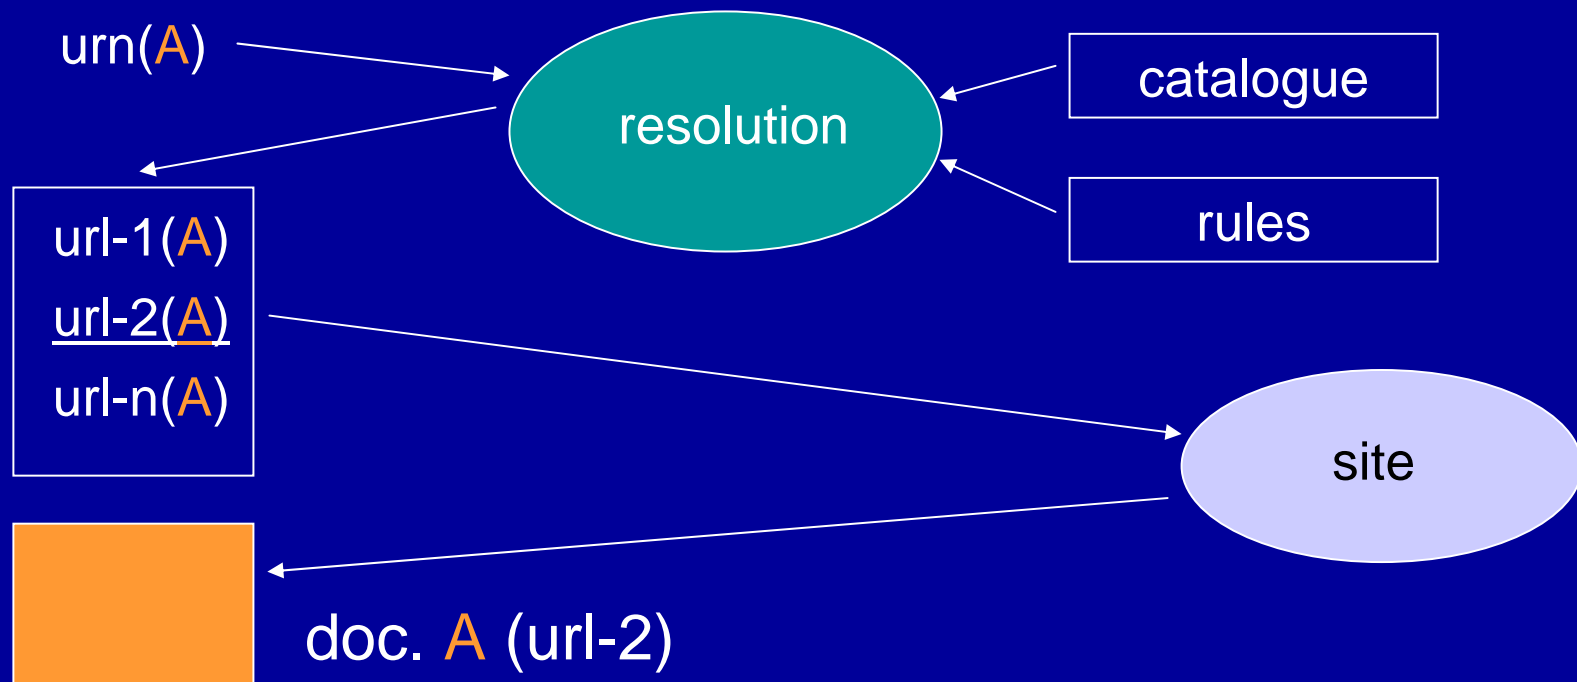 urn(A)
resolution
catalogue
rules
url-1(A)
url-2(A)
url-n(A)
site
doc. A (url-2)